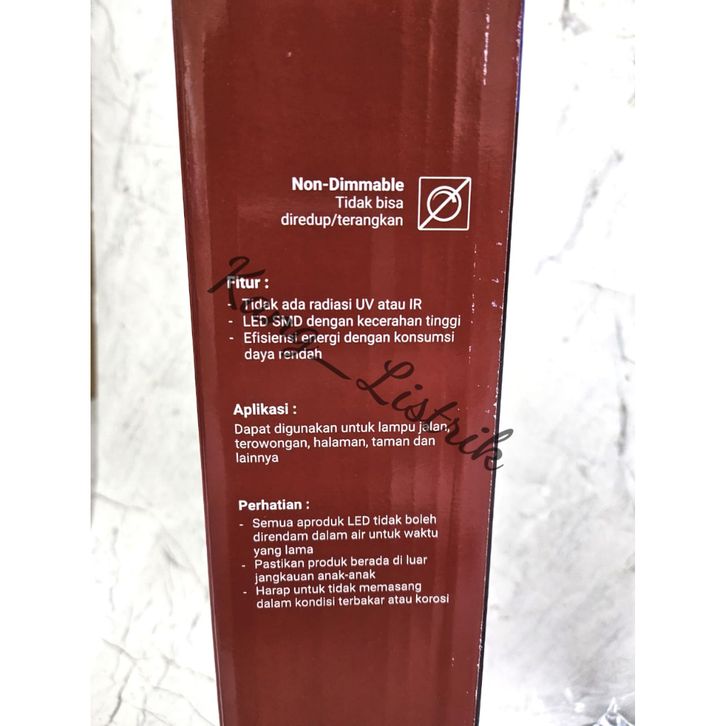 Non-Dimmable
Tidak bisa
diredup/terangkan
Fitur :
- Tidak ada radiasi UV atau IR
- LED SMD dengan kecerahan tinggi
- Efisiensi energi dengan konsumsi
daya rendah
Kang_Listrik
Aplikasi :
Dapat digunakan untuk lampu jalan,
terowongan, halaman, taman dan
lainnya
Perhatian :
- Semua aproduk LED tidak boleh
direndam dalam air untuk waktu
yang lama
- Pastikan produk berada di luar
jangkauan anak-anak
- Harap untuk tidak memasang
dalam kondisi terbakar atau korosi